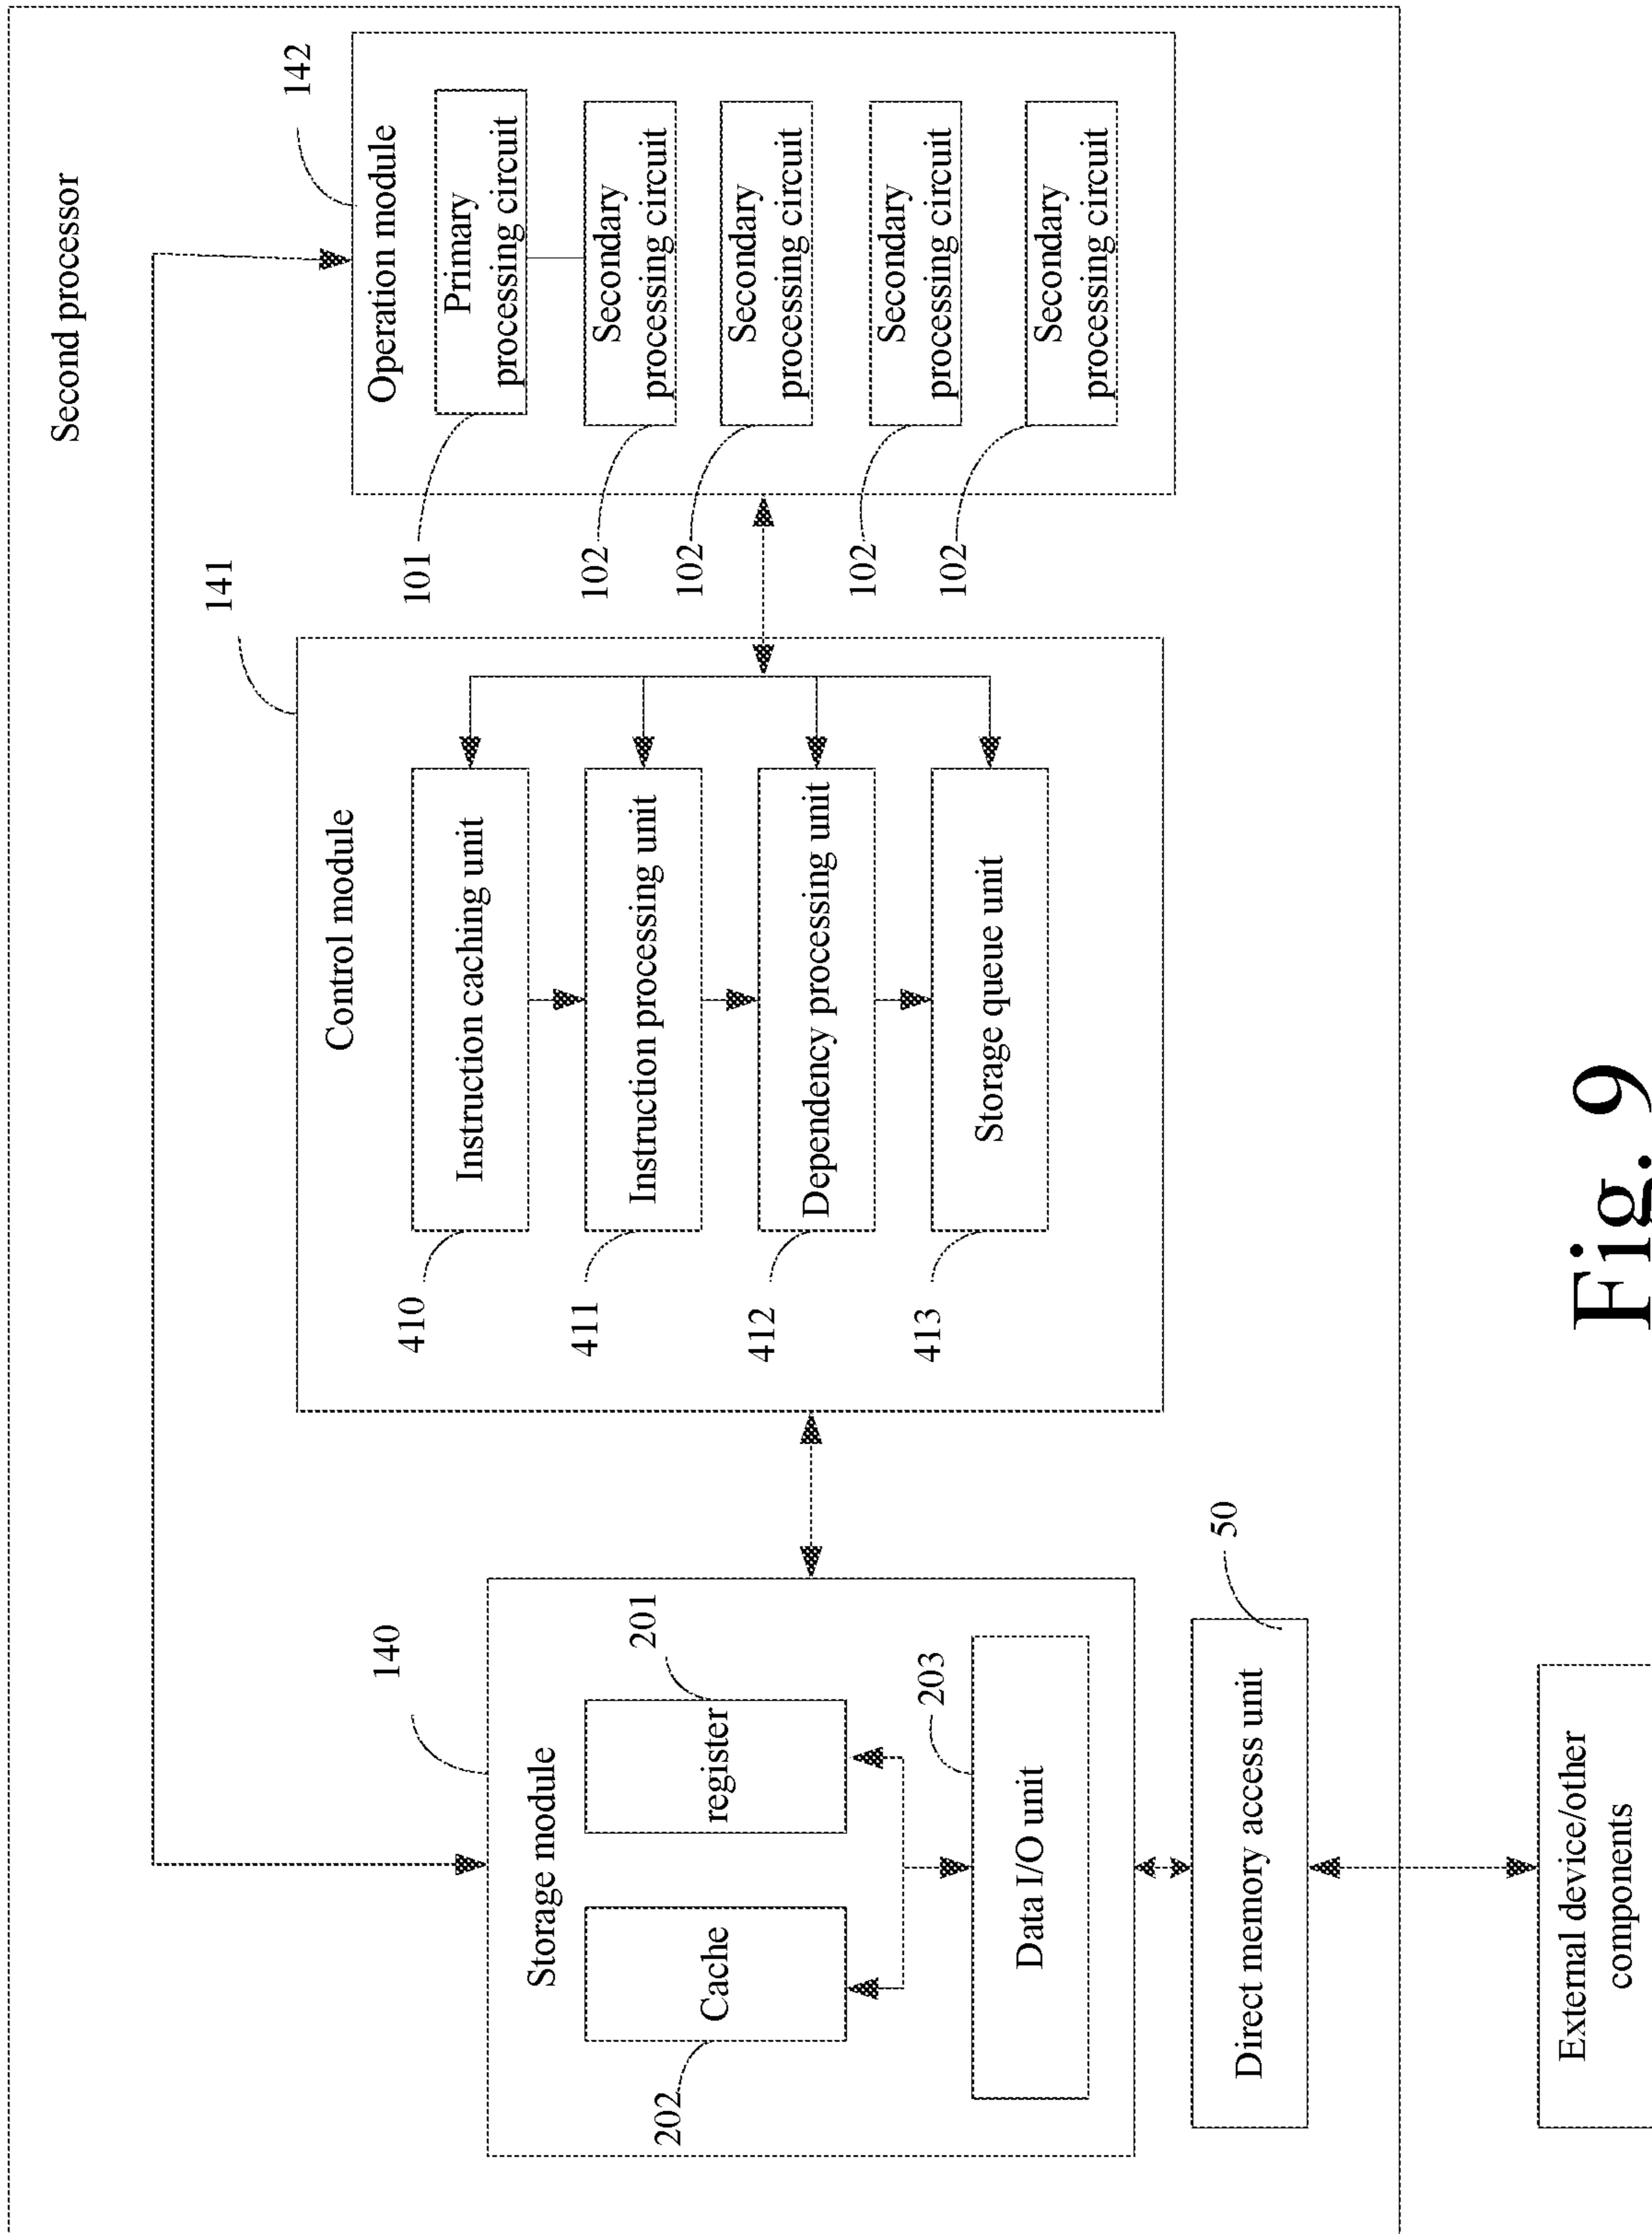 Second processor
142
Operation module
Primary
processing circuit
Secondary
processing circuit
Secondary
processing circuit
Secondary
processing circuit
Secondary
processing circuit
101
102
102
102
102
141
Control module
Instruction caching unit
Instruction processing unit
Dependency processing unit
Storage queue unit
410
411
412
413
140
Storage module
201
register
Cache
202
203
Data I/O unit
50
Direct memory access unit
External device/other
components
Fig. 9